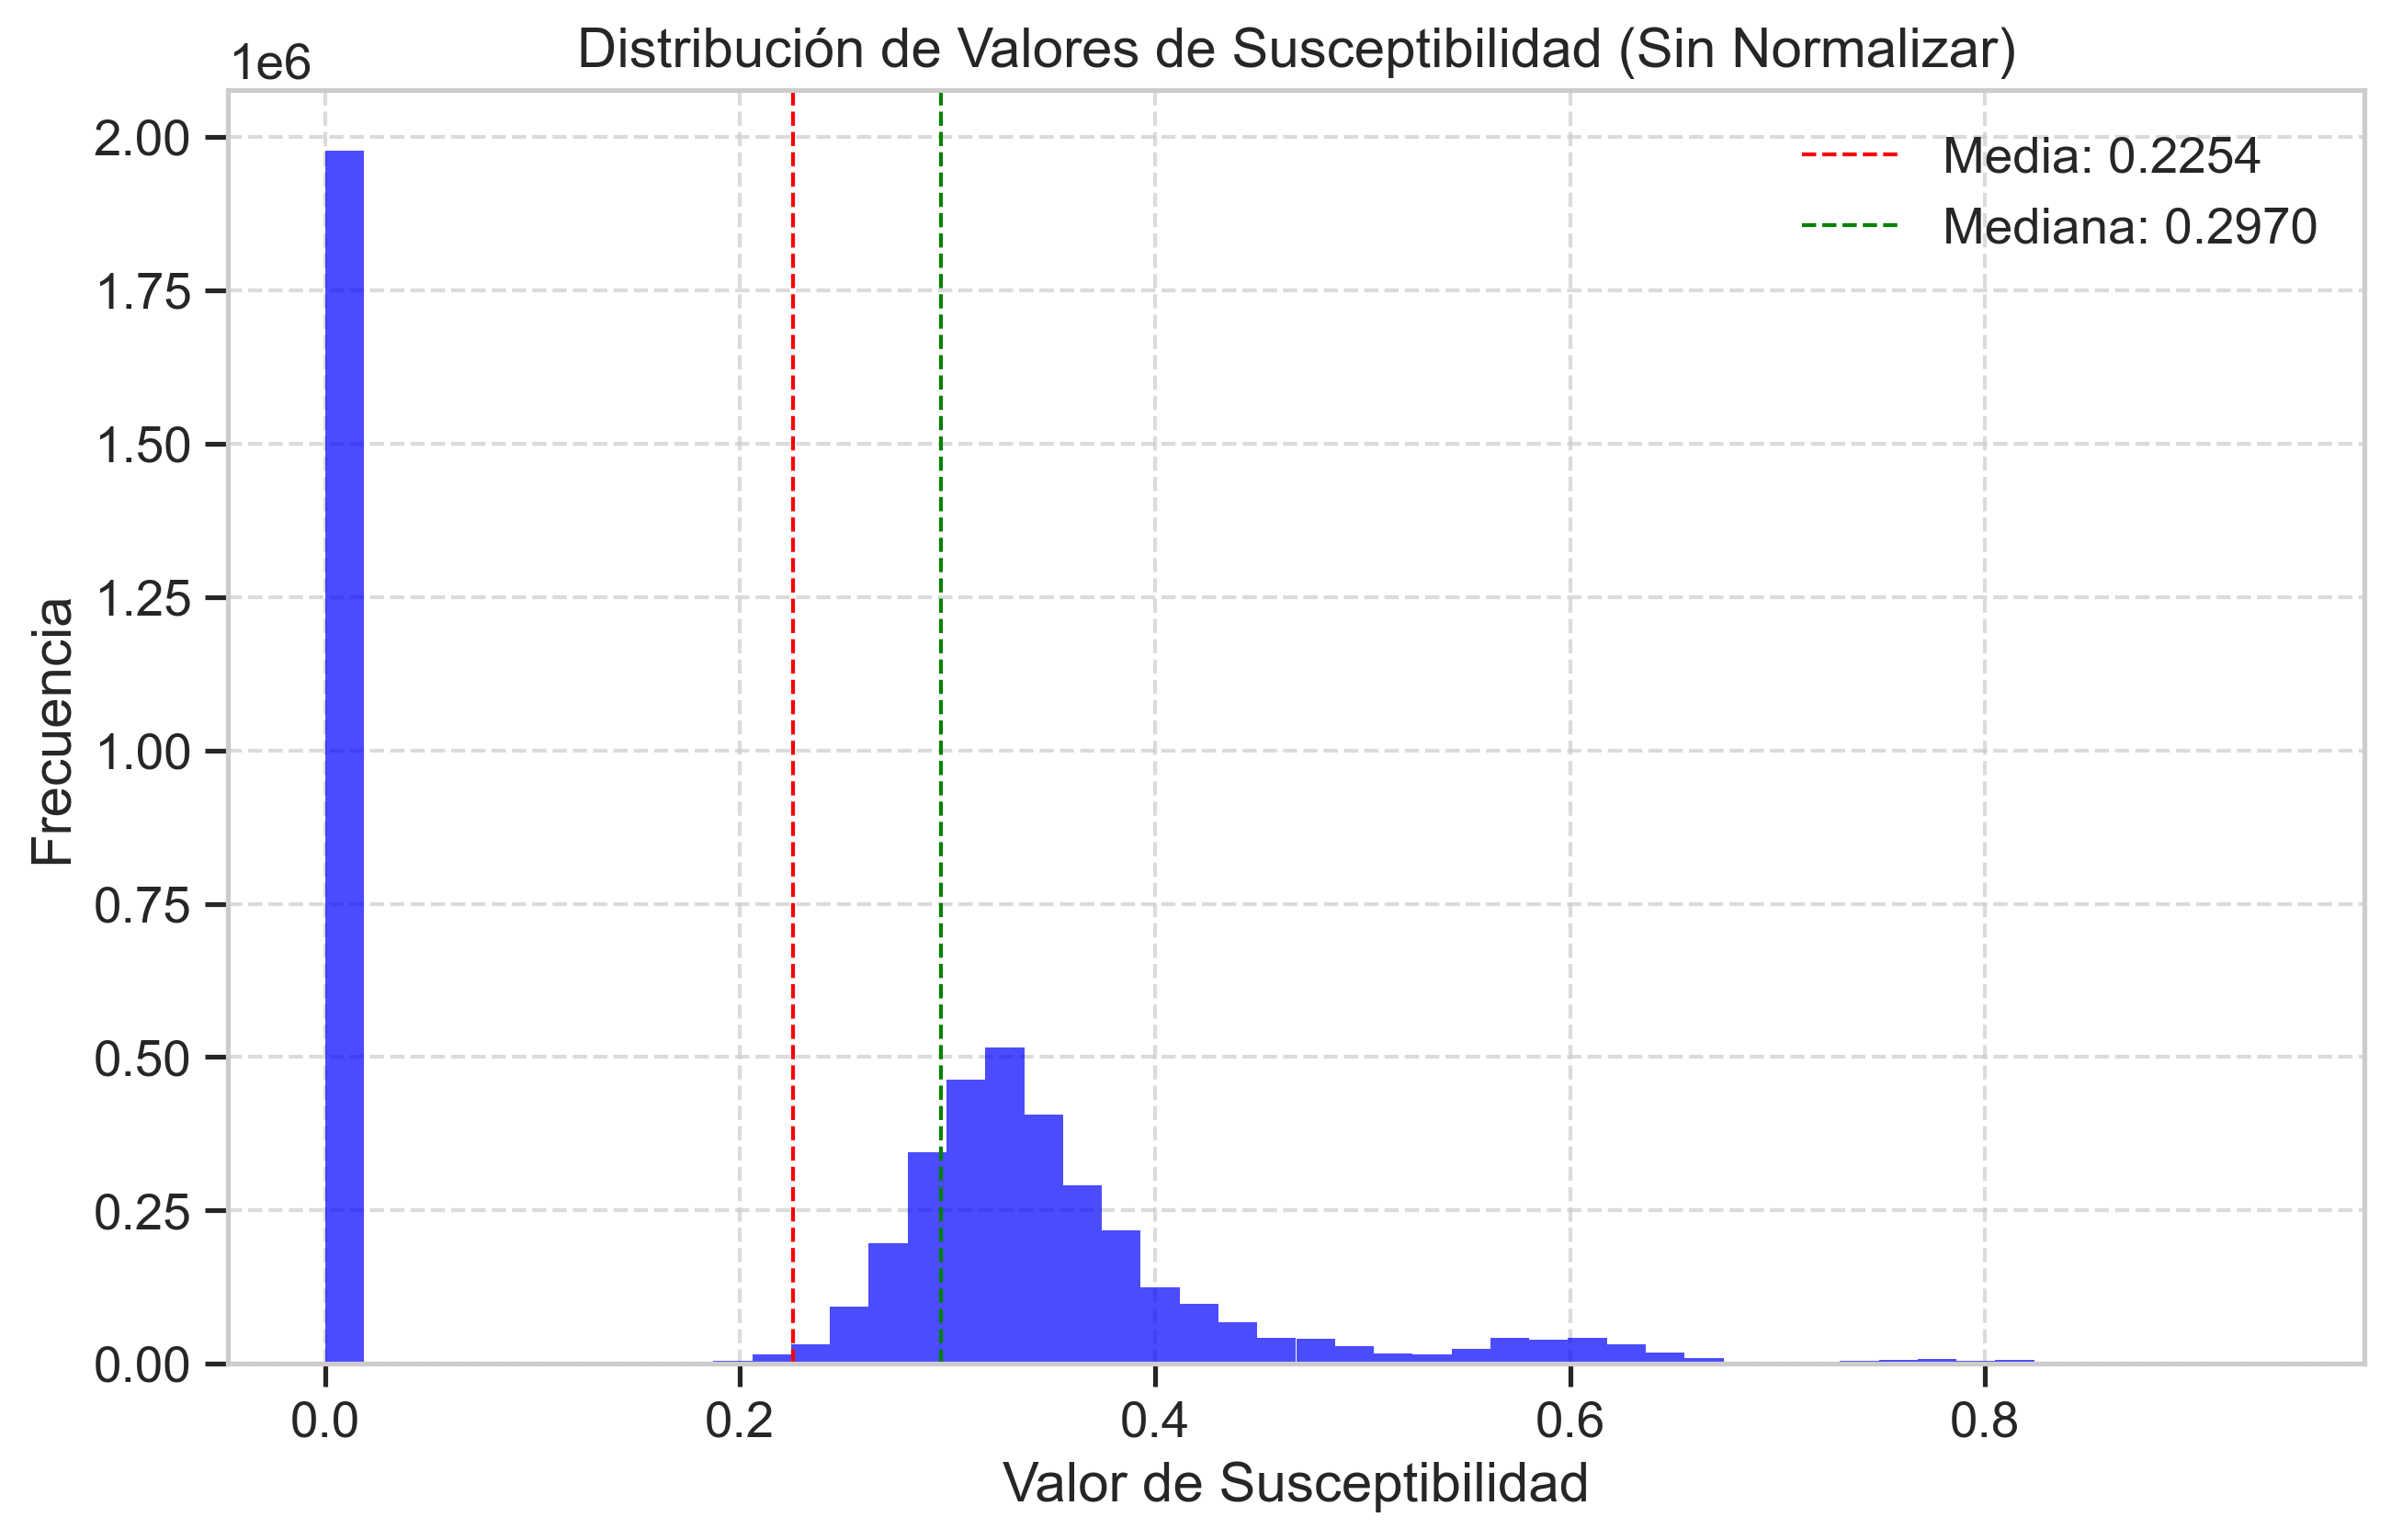 Distribución de Valores de Susceptibilidad (Sin Normalizar)
1e6
Media: 0.2254
Mediana: 0.2970
2.00
1.75
1.50
1.25
1.00
0.75
0.50
0.25
0.00
Frecuencia
0.0 0.2 0.4 0.6 0.8
Valor de Susceptibilidad